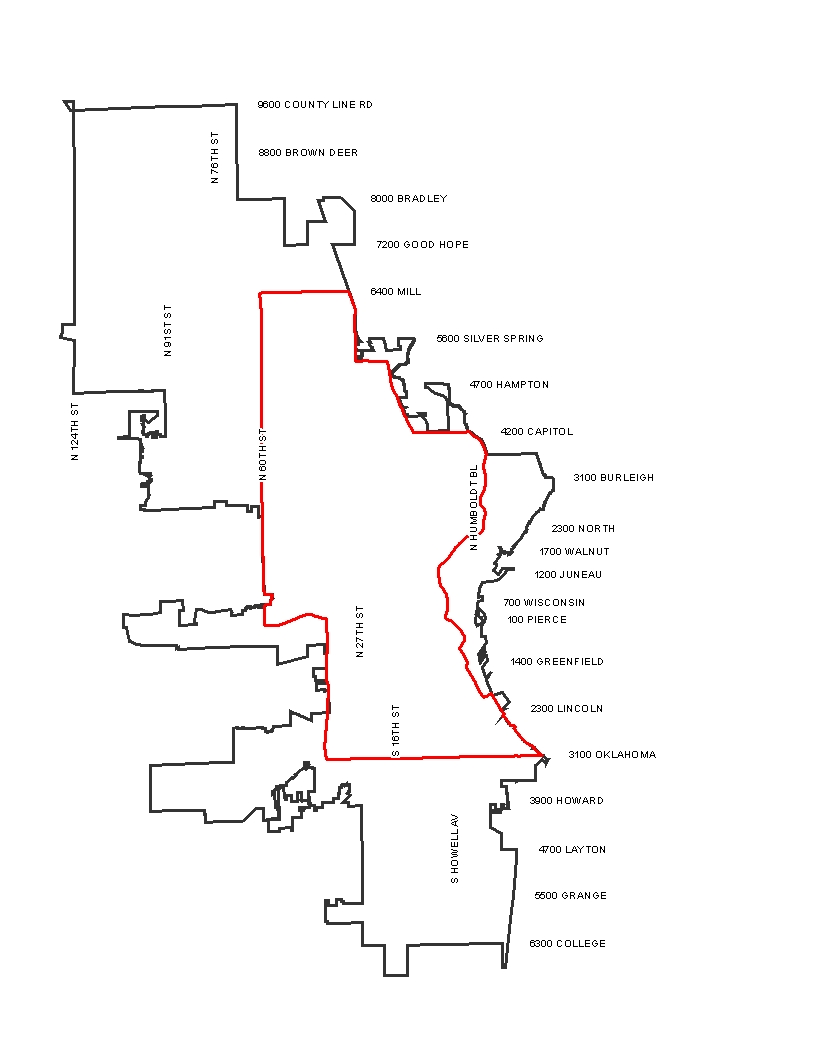 9600 COUNTY LINE RD
N 76TH ST
8800 BROWN DEER
8000 BRADLEY
7200 GOOD HOPE
6400 MILL
N 91ST ST
5600 SILVER SPRING
4700 HAMPTON
N 124TH ST
4200 CAPITOL
N 60TH ST
3100 BURLEIGH
N HUMBOLDT BL
2300 NORTH
1700 WALNUT
1200 JUNEAU
700 WISCONSIN
100 PIERCE
N 27TH ST
1400 GREENFIELD
2300 LINCOLN
S 16TH ST
3100 OKLAHOMA
3900 HOWARD
S HOWELL AV
4700 LAYTON
5500 GRANGE
6300 COLLEGE